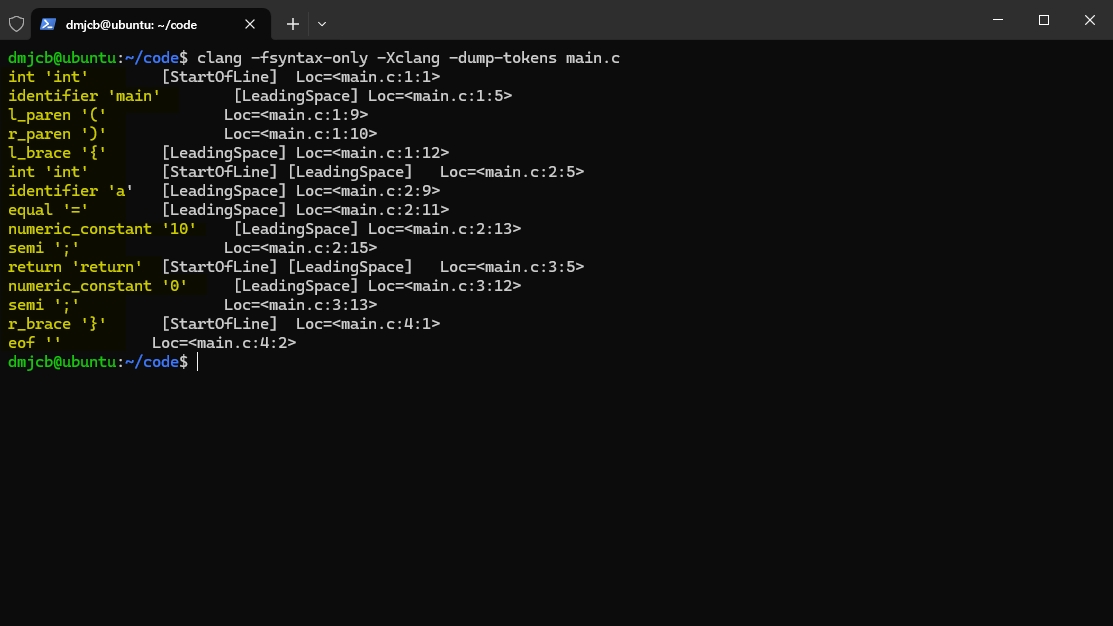 dmjcb@ubuntu: ~/code
dmjcb@ubuntu:~/code$ clang -fsyntax-only -Xclang -dump-tokens main.c
int 'int'        [StartOfLine]  Loc=<main.c:1:1>
identifier 'main'        [LeadingSpace] Loc=<main.c:1:5>
l_paren '('             Loc=<main.c:1:9>
r_paren ')'             Loc=<main.c:1:10>
l_brace '{'      [LeadingSpace] Loc=<main.c:1:12>
int 'int'        [StartOfLine] [LeadingSpace]   Loc=<main.c:2:5>
identifier 'a'   [LeadingSpace] Loc=<main.c:2:9>
equal '='        [LeadingSpace] Loc=<main.c:2:11>
numeric_constant '10'    [LeadingSpace] Loc=<main.c:2:13>
semi ';'                Loc=<main.c:2:15>
return 'return'  [StartOfLine] [LeadingSpace]   Loc=<main.c:3:5>
numeric_constant '0'     [LeadingSpace] Loc=<main.c:3:12>
semi ';'                Loc=<main.c:3:13>
r_brace '}'      [StartOfLine]  Loc=<main.c:4:1>
eof ''          Loc=<main.c:4:2>
dmjcb@ubuntu:~/code$